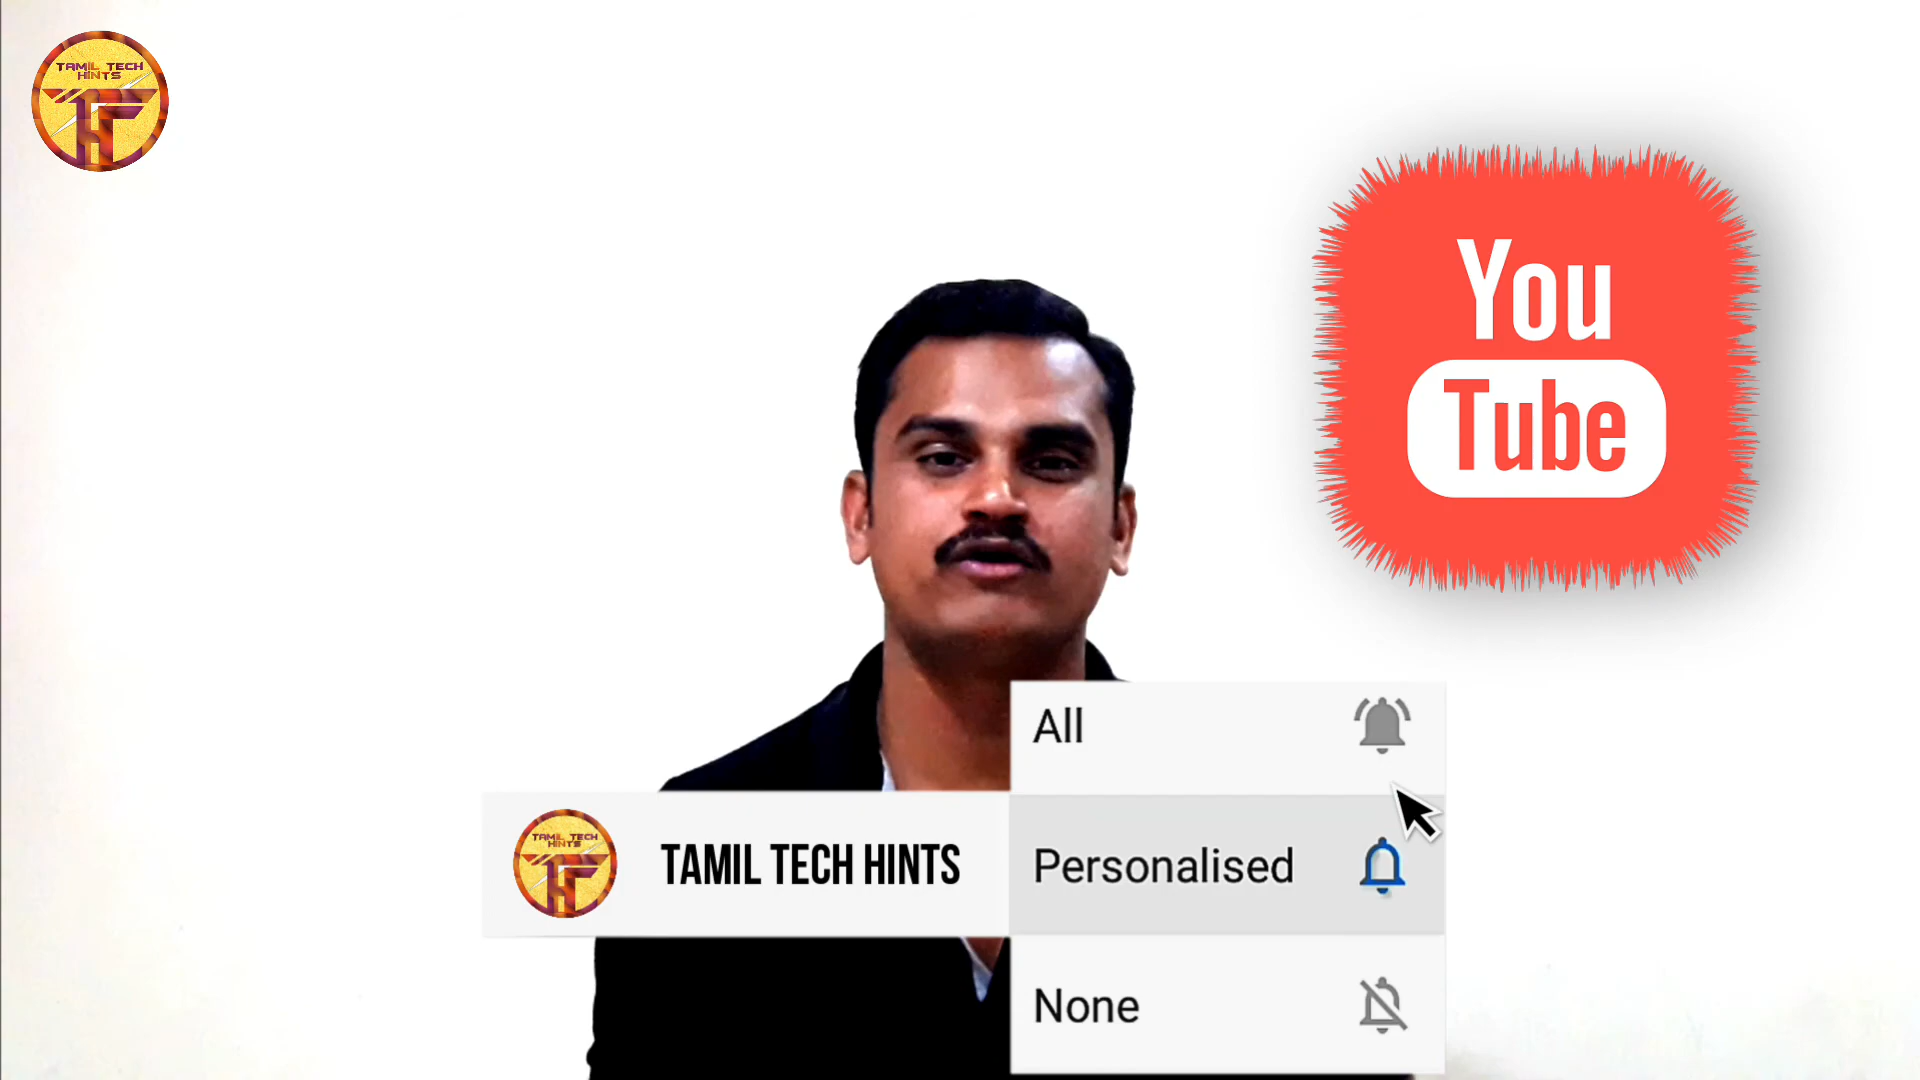 TAMIL TECH
HINTS
You
Tube
All
TAMIL TECH
HINTS
TAMIL TECH HINTS
Personalised
None